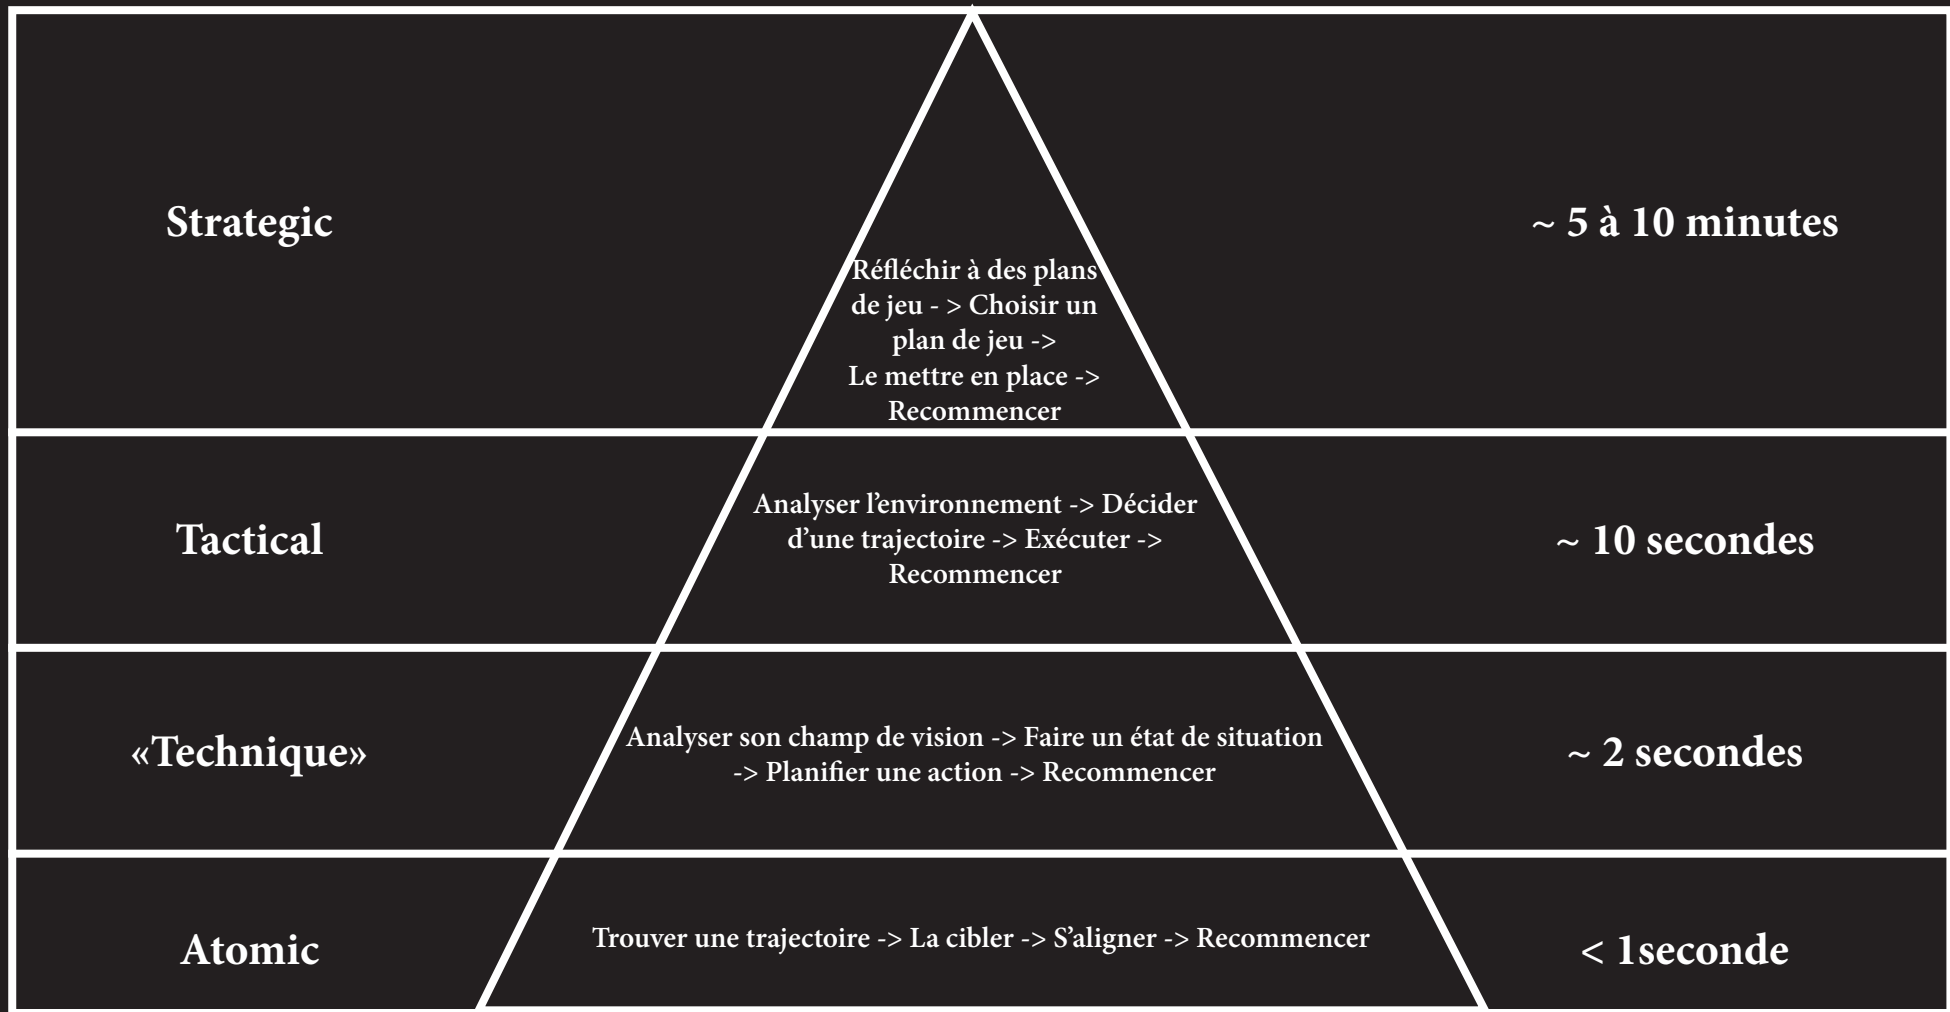 Strategic
Réfléchir à des plans
de jeu - > Choisir un
plan de jeu ->
Le mettre en place ->
Recommencer
~ 5 à 10 minutes
Tactical
Analyser l’environnement -> Décider
d’une trajectoire -> Exécuter ->
Recommencer
~ 10 secondes
«Technique»
Analyser son champ de vision -> Faire un état de situation
-> Planifier une action -> Recommencer
~ 2 secondes
Atomic
Trouver une trajectoire -> La cibler -> S’aligner -> Recommencer
< 1seconde